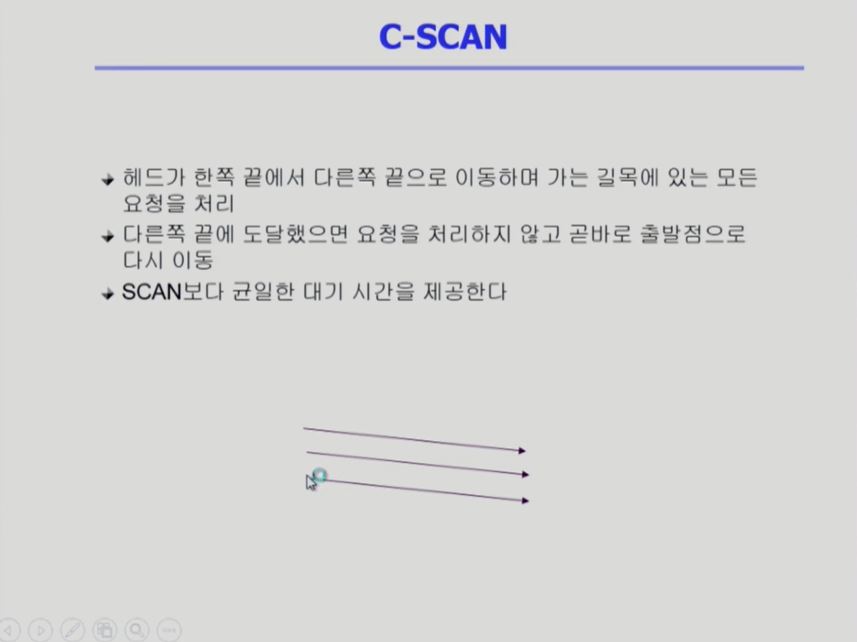 C-SCAN
헤드가 한쪽 끝에서 다른쪽 끝으로 이동하며 가는 길목에 있는 모든
요청을 처리
다른쪽 끝에 도달했으면 요청을 처리하지 않고 곧바로 출발점으로
다시 이동
SCAN보다 균일한 대기 시간을 제공한다